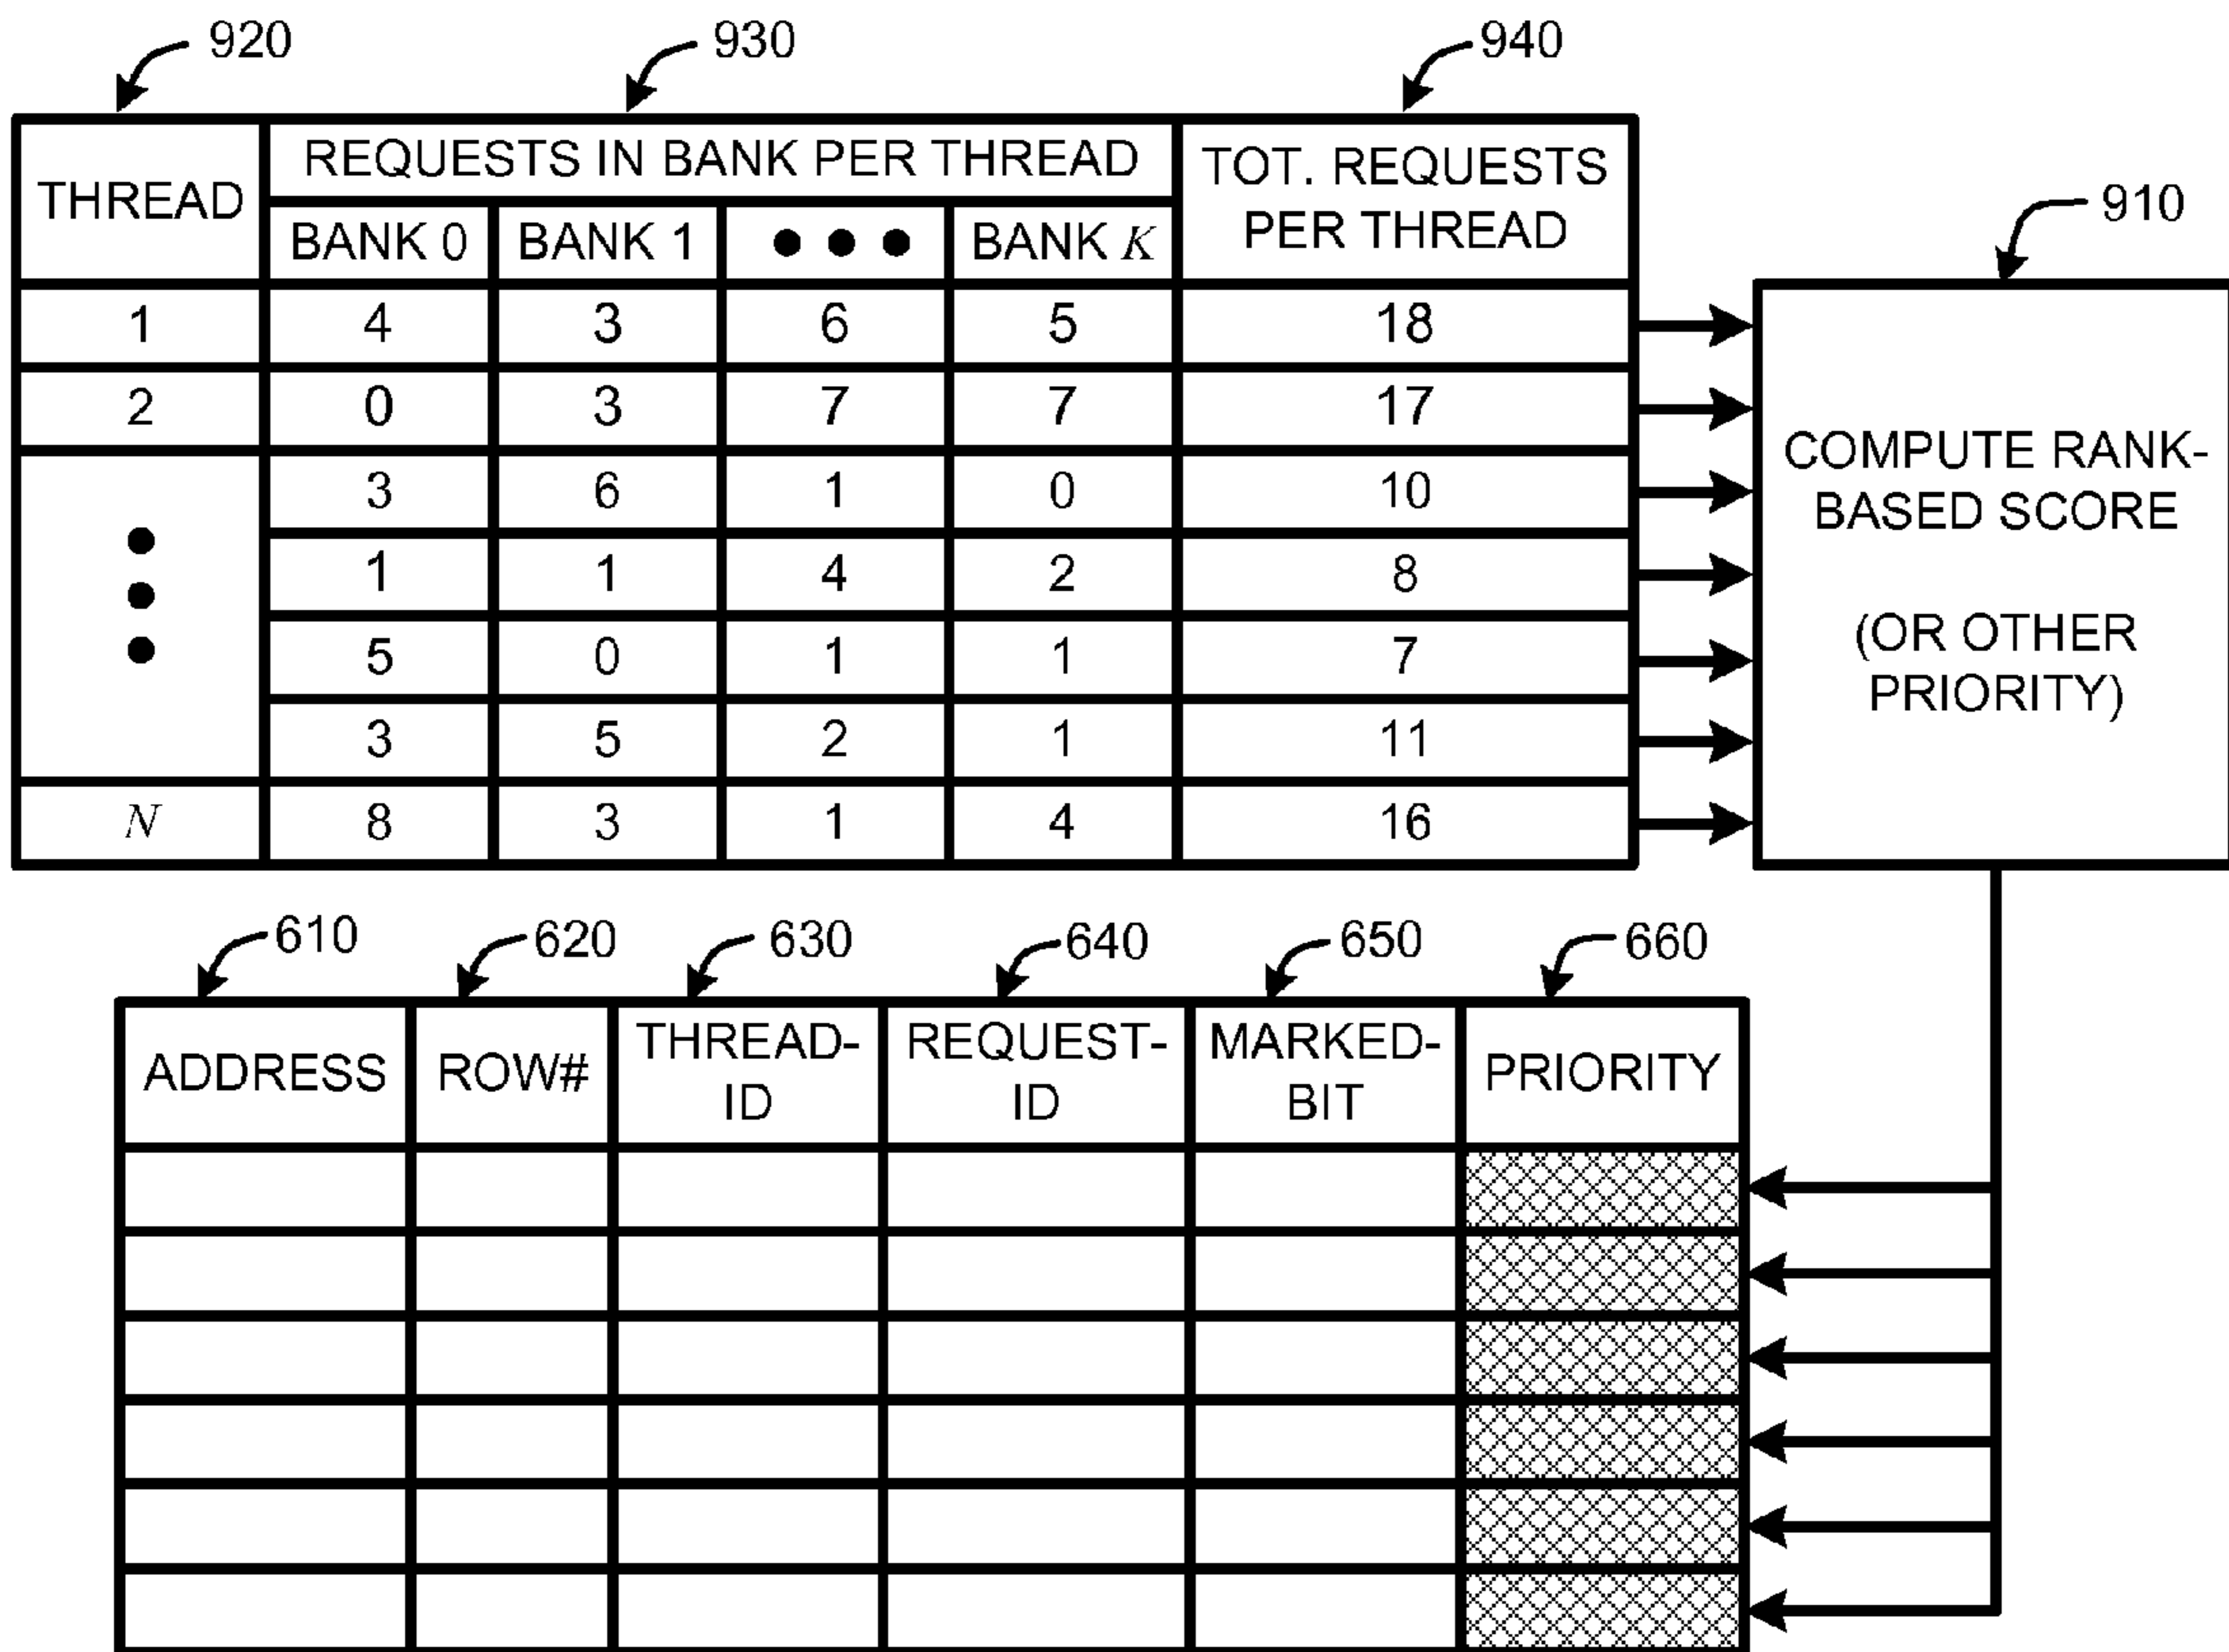 920 930 940
THREAD REQUESTS IN BANK PER THREAD TOT. REQUESTS
PER THREAD
BANK 0 BANK 1 ● ● ● BANK K
910
1 4 3 6 5 18
2 0 3 7 7 17
3 6 1 0 10
1 1 4 2 8
5 0 1 1 7
3 5 2 1 11
N 8 3 1 4 16
COMPUTE RANK-
BASED SCORE
(OR OTHER
PRIORITY)
610 620 630 640 650 660
ADDRESS ROW# THREAD-
ID REQUEST-
ID MARKED-
BIT PRIORITY